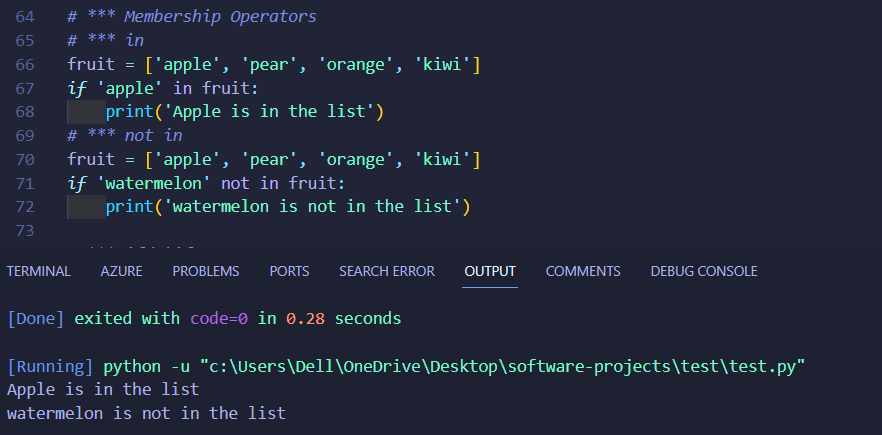 64 # *** Membership Operators
65 # *** in
66 fruit = ['apple', 'pear', 'orange', 'kiwi']
67 if 'apple' in fruit:
68     print('Apple is in the list')
69 # *** not in
70 fruit = ['apple', 'pear', 'orange', 'kiwi']
71 if 'watermelon' not in fruit:
72     print('watermelon is not in the list')
73
TERMINAL AZURE PROBLEMS PORTS SEARCH ERROR OUTPUT COMMENTS DEBUG CONSOLE
[Done] exited with code=0 in 0.28 seconds
[Running] python -u "c:\Users\Dell\OneDrive\Desktop\software-projects\test\test.py"
Apple is in the list
watermelon is not in the list